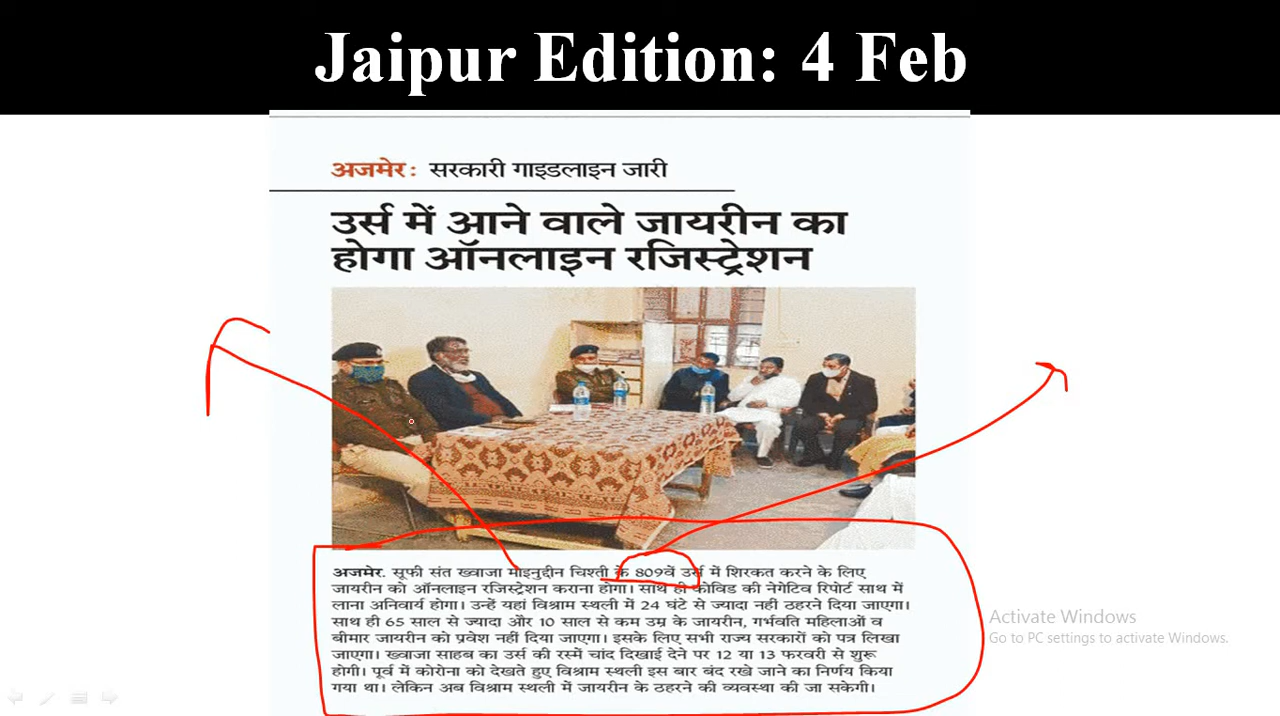 Jaipur Edition: 4 Feb
अजमेर: सरकारी गाइडलाइन जारी
उर्स में आने वाले जायरीन का
होगा ऑनलाइन रजिस्ट्रेशन
अजमेर. सूफी संत ख्वाजा मोइनुद्दीन चिश्ती के 809वें उर्स में शिरकत करने के लिए
जायरीन को ऑनलाइन रजिस्ट्रेशन कराना होगा। साथ ही कोविड की नेगेटिव रिपोर्ट साथ में
लाना अनिवार्य होगा। उन्हें यहां विश्राम स्थली में 24 घंटे से ज्यादा नही ठहरने दिया जाएगा।
साथ ही 65 साल से ज्यादा और 10 साल से कम उम्र के जायरीन, गर्भवति महिलाओं व
बीमार जायरीन को प्रवेश नहीं दिया जाएगा। इसके लिए सभी राज्य सरकारों को पत्र लिखा
जाएगा। ख्वाजा साहब का उर्स की रस्में चांद दिखाई देने पर 12 या 13 फरवरी से शुरू
होगी। पूर्व में कोरोना को देखते हुए विश्राम स्थली इस बार बंद रखे जाने का निर्णय किया
गया था। लेकिन अब विश्राम स्थली में जायरीन के ठहरने की व्यवस्था की जा सकेगी।
Activate Windows
Go to PC settings to activate Windows.